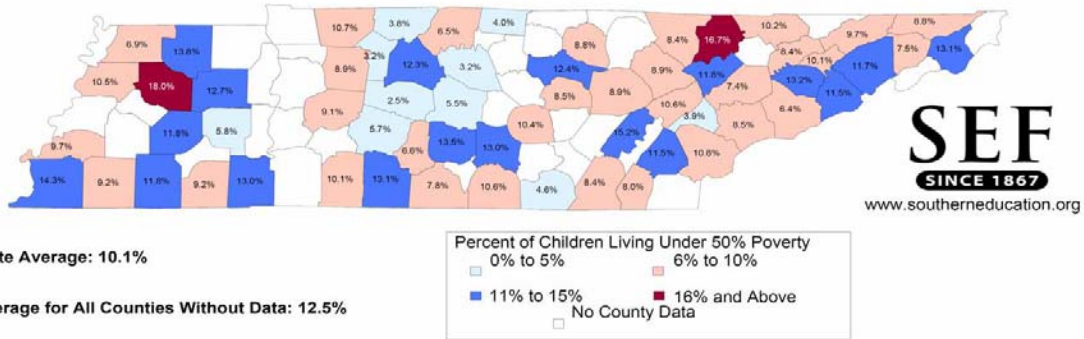 10.7% 3.8% 6.5% 4.0% 8.4% 16.7% 10.2% 9.7% 8.8%
6.9% 13.8% 3.2% 12.3% 8.8% 8.4% 10.1% 7.5% 13.1%
10.5% 18.0% 12.7% 8.9% 3.2% 12.4% 8.9% 11.8% 13.2% 11.7%
9.1% 2.5% 5.5% 8.5% 8.9% 10.6% 7.4% 6.4% 11.5%
11.8% 5.8% 5.7% 10.4% 3.9% 8.5%
9.7% 6.6% 13.5% 13.0% 15.2% 11.5% 10.8%
14.3% 9.2% 11.8% 9.2% 13.0% 10.1% 13.1% 7.8% 10.6% 4.6% 8.4% 8.0%
SEF
SINCE 1867
www.southerneducation.org
te Average: 10.1%
erage for All Counties Without Data: 12.5%
Percent of Children Living Under 50% Poverty
0% to 5% 6% to 10%
11% to 15% 16% and Above
No County Data